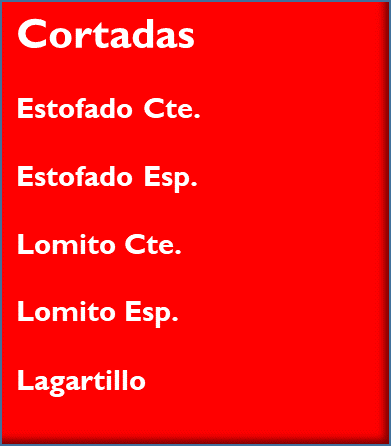 Cortadas
Estofado Cte.
Estofado Esp.
Lomito Cte.
Lomito Esp.
Lagartillo